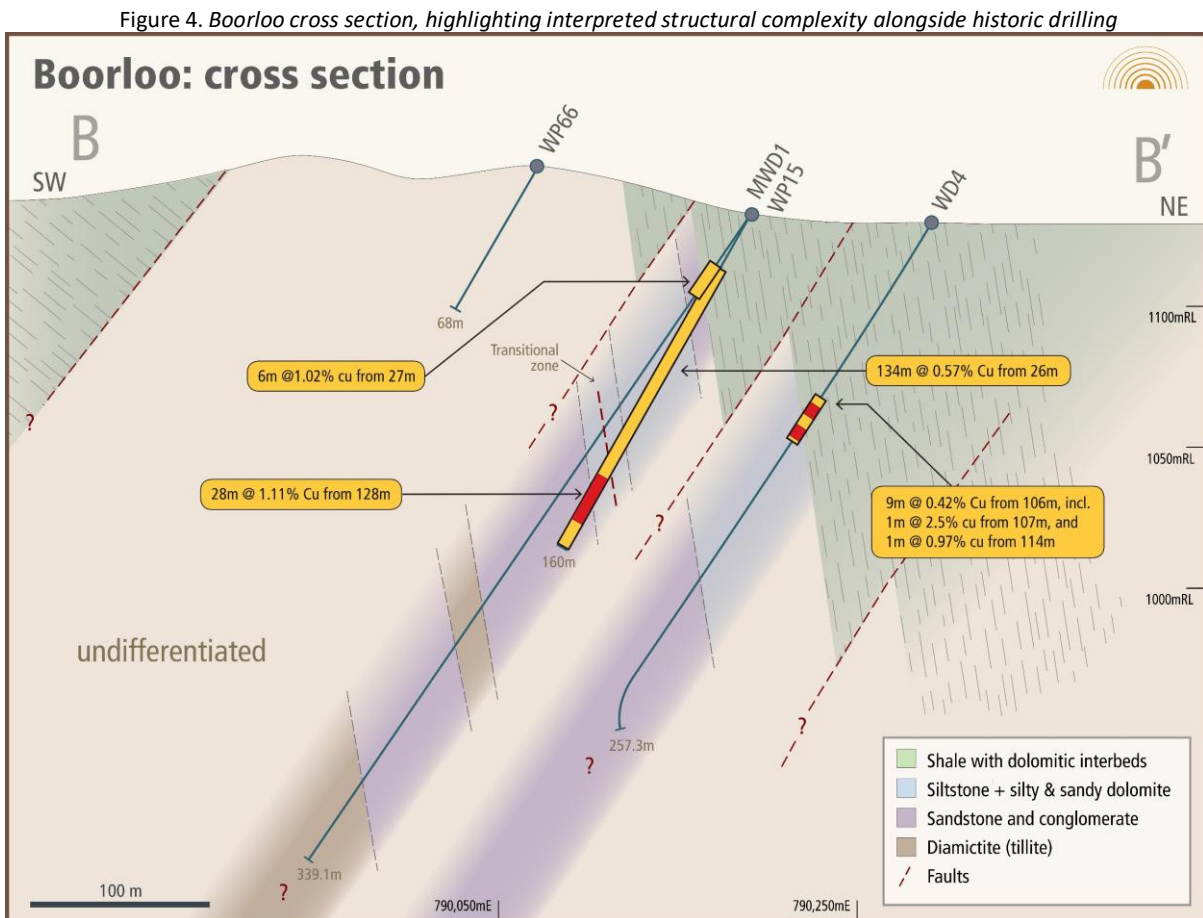 Figure 4. Boorloo cross section, highlighting interpreted structural complexity alongside historic drilling
Boorloo: cross section
B
SW
WP66
MWD1
WP15
WD4
B'
NE
68m
1100mRL
Transitional
zone
6m @1.02% cu from 27m
134m @ 0.57% Cu from 26m
?
?
1050mRL
28m @ 1.11% Cu from 128m
9m @ 0.42% Cu from 106m, incl.
1m @ 2.5% cu from 107m, and
1m @ 0.97% cu from 114m
?
160m
1000mRL
undifferentiated
?
257.3m
?
339.1m
?
Shale with dolomitic interbeds
Siltstone + silty & sandy dolomite
Sandstone and conglomerate
Diamictite (tillite)
Faults
100 m
790,050mE
790,250mE